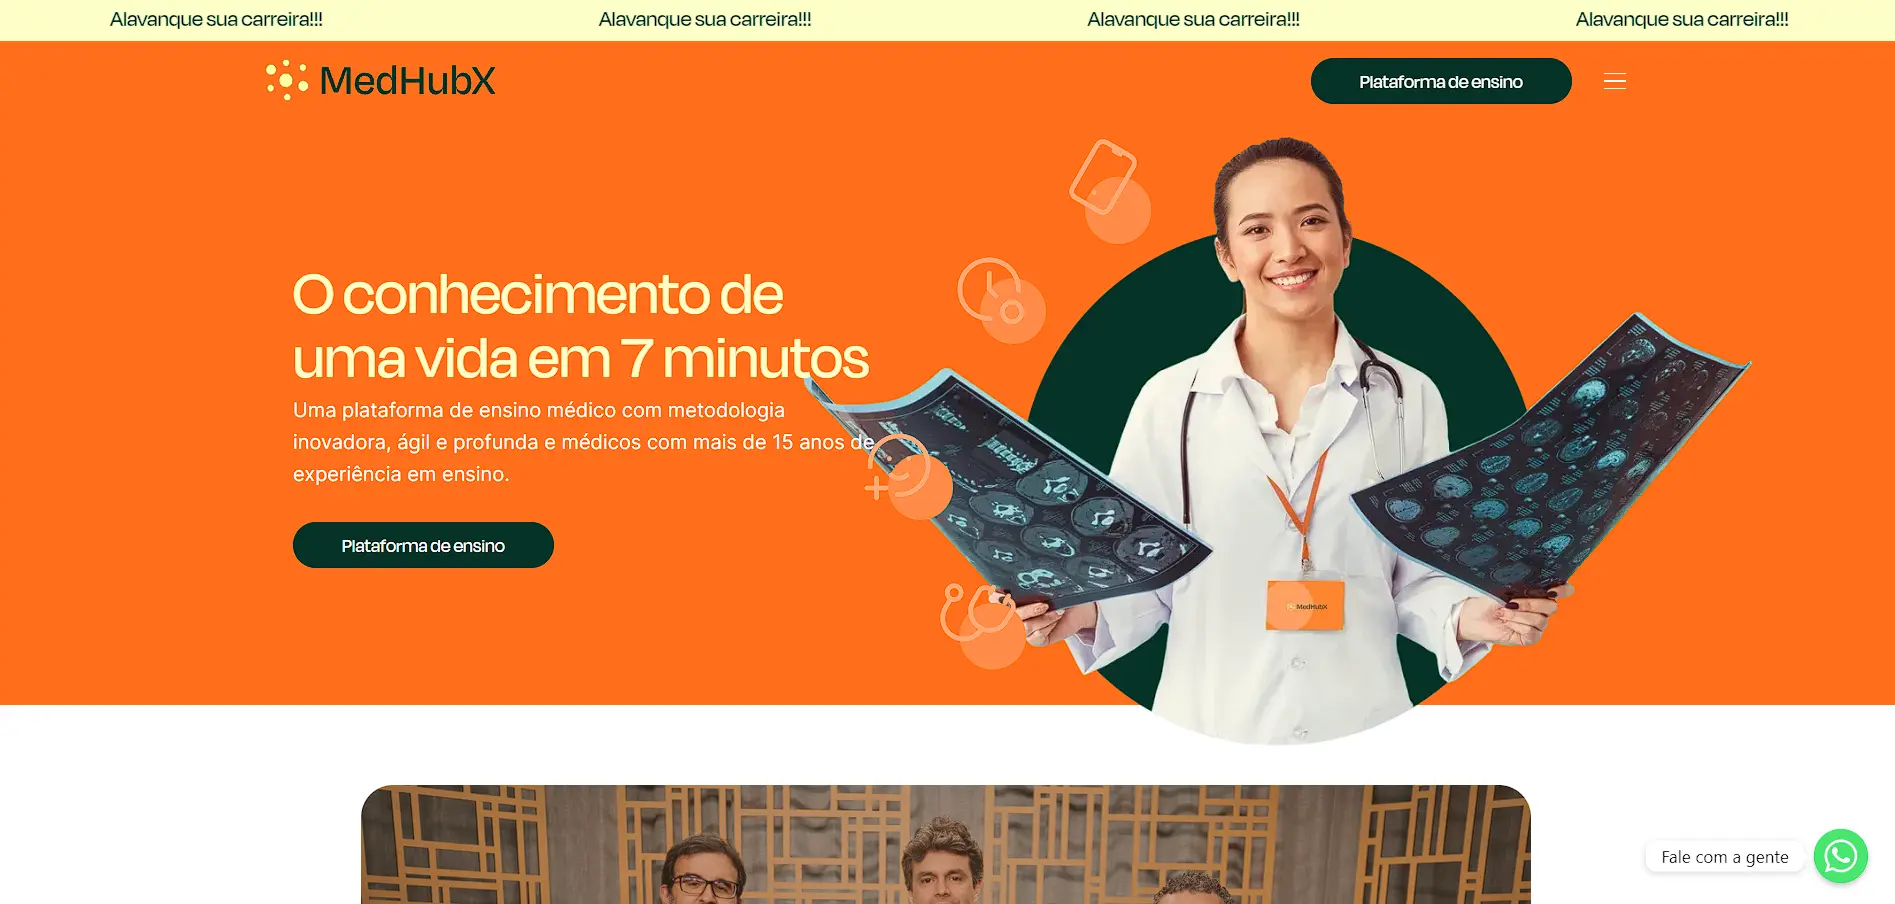 Alavanque sua carreira!!! Alavanque sua carreira!!! Alavanque sua carreira!!! Alavanque sua carreira!!!
MedHubX
Plataforma de ensino
O conhecimento de
uma vida em 7 minutos
Uma plataforma de ensino médico com metodologia
inovadora, ágil e profunda e médicos com mais de 15 anos de
experiência em ensino.
Plataforma de ensino
MedHubX
Fale com a gente